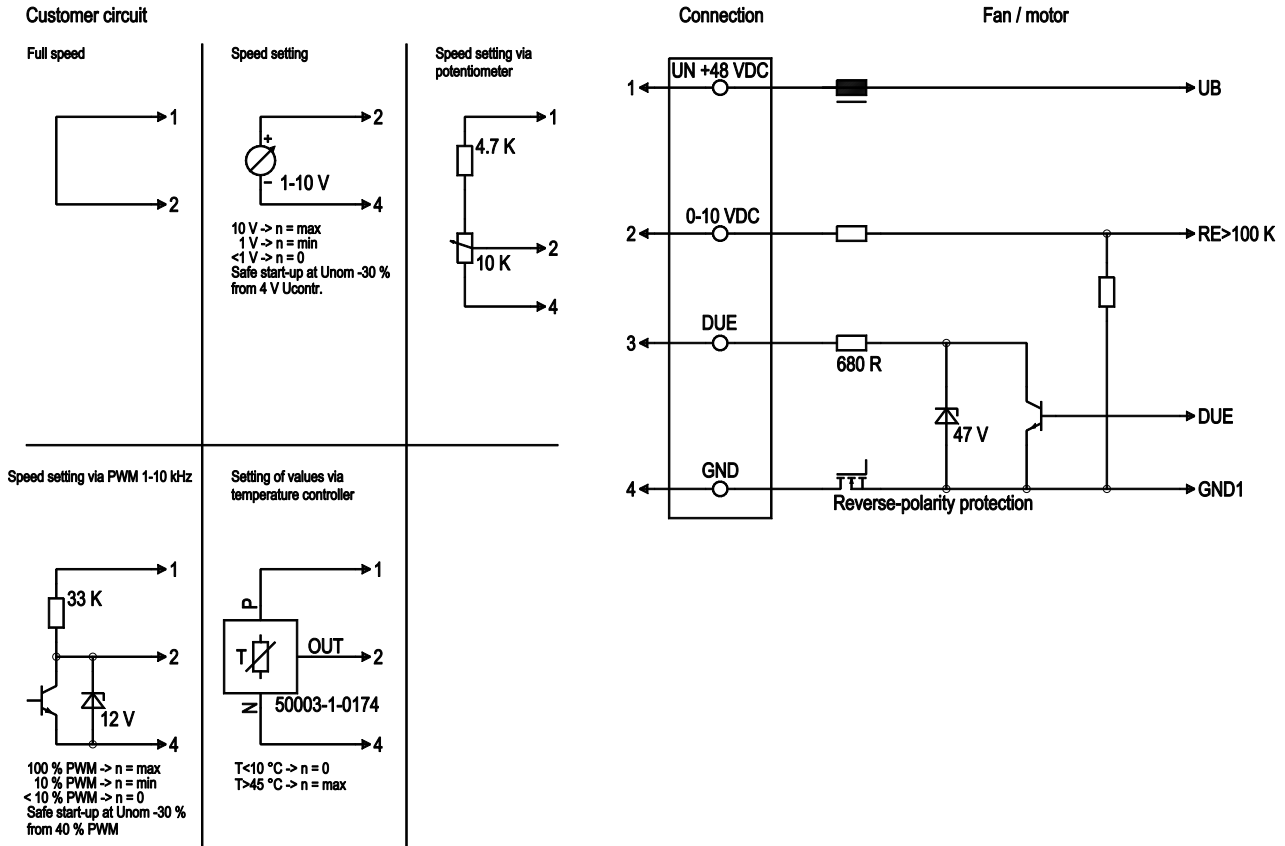 Customer circuit
Connection
Fan / motor
Full speed
Speed setting
Speed setting via
potentiometer
1
2
2
+
–
1-10 V
4
10 V -> n = max
1 V -> n = min
<1 V -> n = 0
Safe start-up at Unom -30 %
from 4 V Ucontr.
1
4.7 K
2
10 K
4
1
UN +48 VDC
UB
2
0-10 VDC
RE>100 K
3
DUE
680 R
47 V
DUE
4
GND
GND1
Reverse-polarity protection
Speed setting via PWM 1-10 kHz
Setting of values via
temperature controller
1
33 K
2
12 V
4
100 % PWM -> n = max
10 % PWM -> n = min
< 10 % PWM -> n = 0
Safe start-up at Unom -30 %
from 40 % PWM
1
P
T
OUT
2
N
50003-1-0174
4
T<10 °C -> n = 0
T>45 °C -> n = max